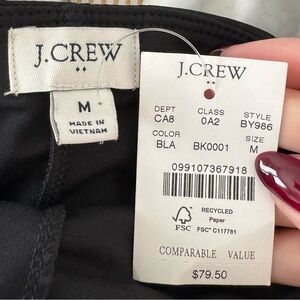 J.CREW
M
MADE IN
VIETNAM
J.CREW
DEPT CLASS STYLE
CA8 0A2 BY986
COLOR SIZE
BLA BK0001 M
099107367918
RECYCLED
Paper
FSC FSC® C117781
COMPARABLE VALUE
$79.50